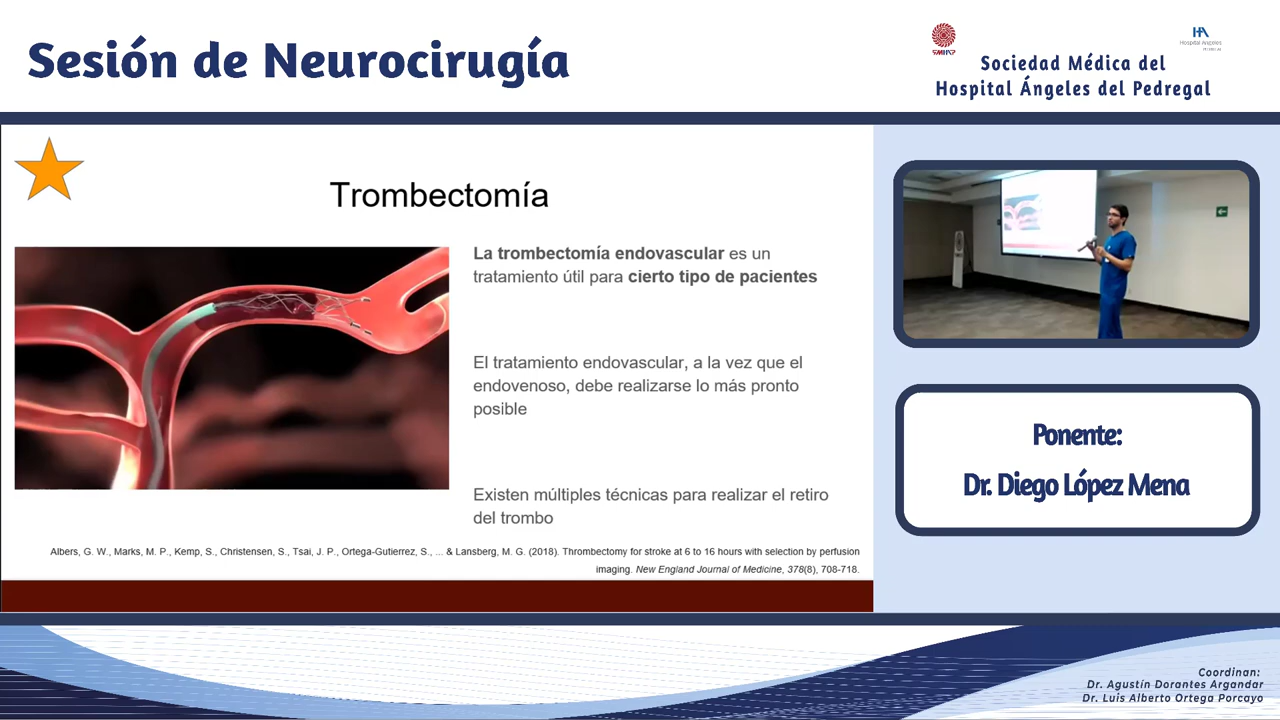 Sesión de Neurocirugía
SMHAP
HA
Hospital Angeles
Sociedad Médica del
Hospital Ángeles del Pedregal
Trombectomía
La trombectomía endovascular es un
tratamiento útil para cierto tipo de pacientes
El tratamiento endovascular, a la vez que el
endovenoso, debe realizarse lo más pronto
posible
Existen múltiples técnicas para realizar el retiro
del trombo
Albers, G. W., Marks, M. P., Kemp, S., Christensen, S., Tsai, J. P., Ortega-Gutierrez, S., ... & Lansberg, M. G. (2018). Thrombectomy for stroke at 6 to 16 hours with selection by perfusion
imaging. New England Journal of Medicine, 378(8), 708-718.
Ponente:
Dr. Diego López Mena
Coordinan:
Dr. Agustín Dorantes Argandar
Dr. Luis Alberto Ortega Porcayo